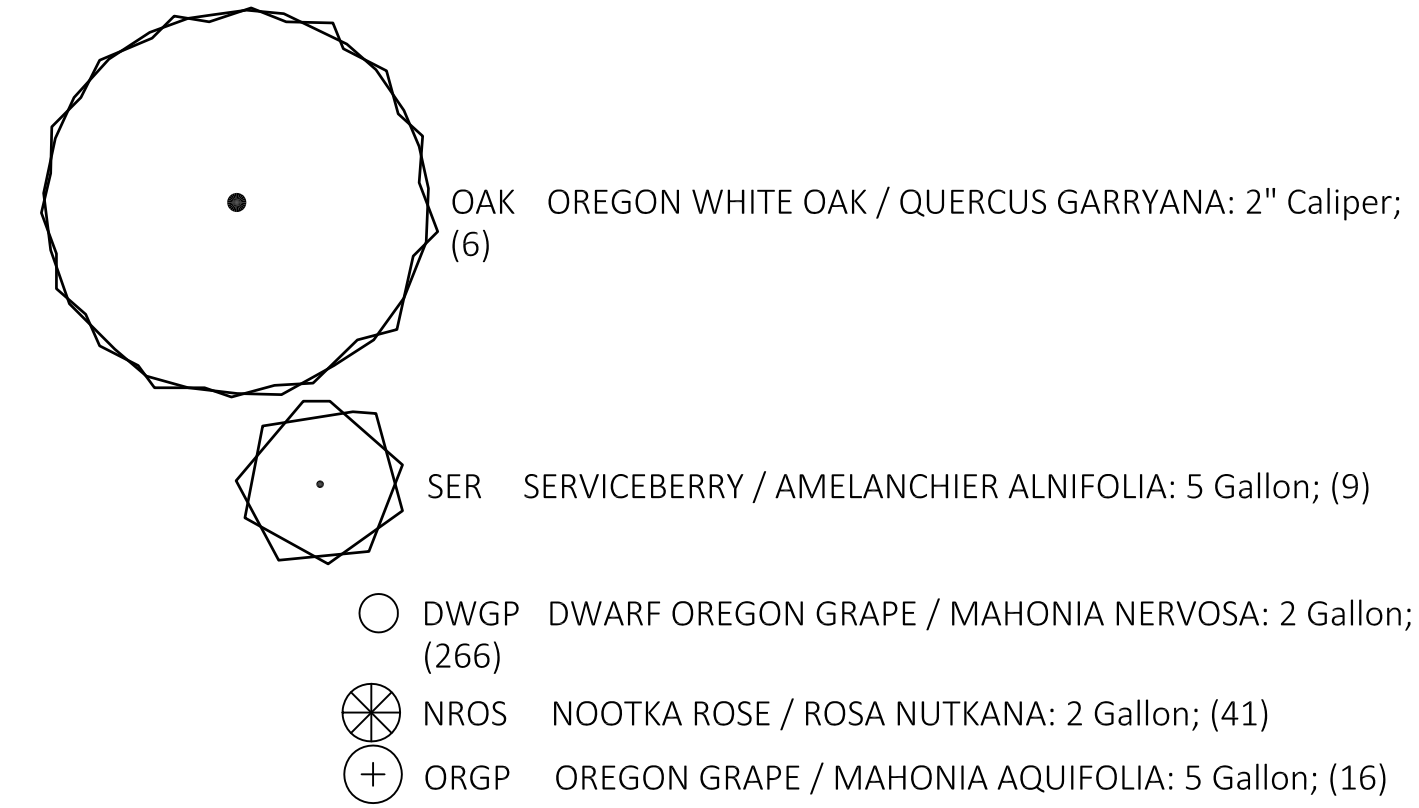 OAK OREGON WHITE OAK / QUERCUS GARRYANA: 2" Caliper;
(6)
SER SERVICEBERRY / AMELANCHIER ALNIFOLIA: 5 Gallon; (9)
DWGP DWARF OREGON GRAPE / MAHONIA NERVOSA: 2 Gallon;
(266)
NROS NOOTKA ROSE / ROSA NUTKANA: 2 Gallon; (41)
ORGP OREGON GRAPE / MAHONIA AQUIFOLIA: 5 Gallon; (16)